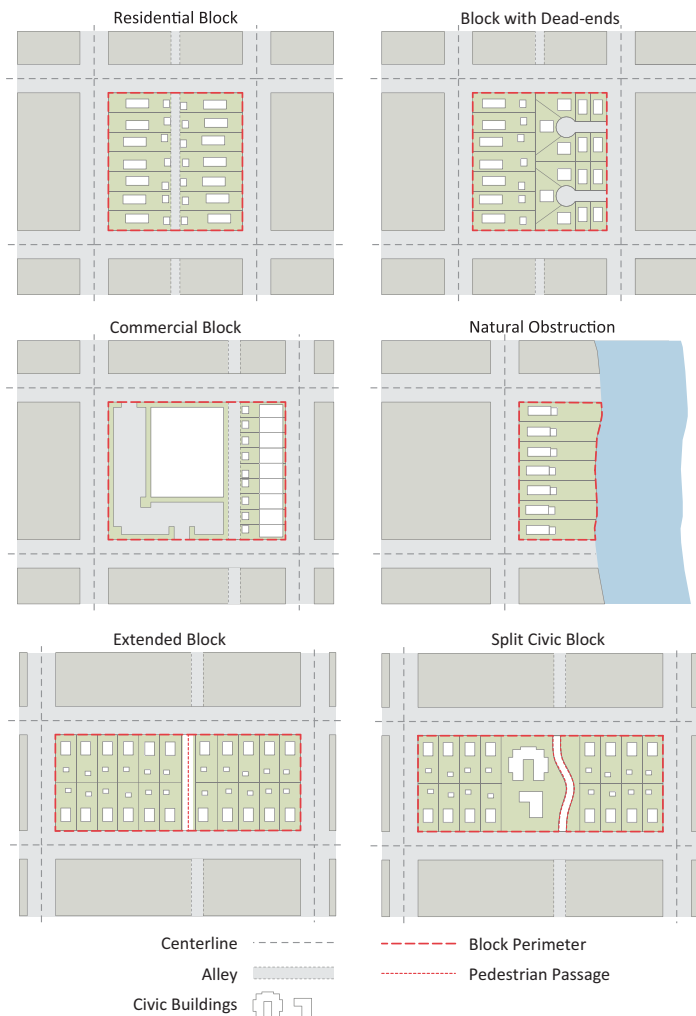 Residential Block
Block with Dead-ends
Commercial Block
Natural Obstruction
Extended Block
Split Civic Block
Centerline
Block Perimeter
Alley
Pedestrian Passage
Civic Buildings